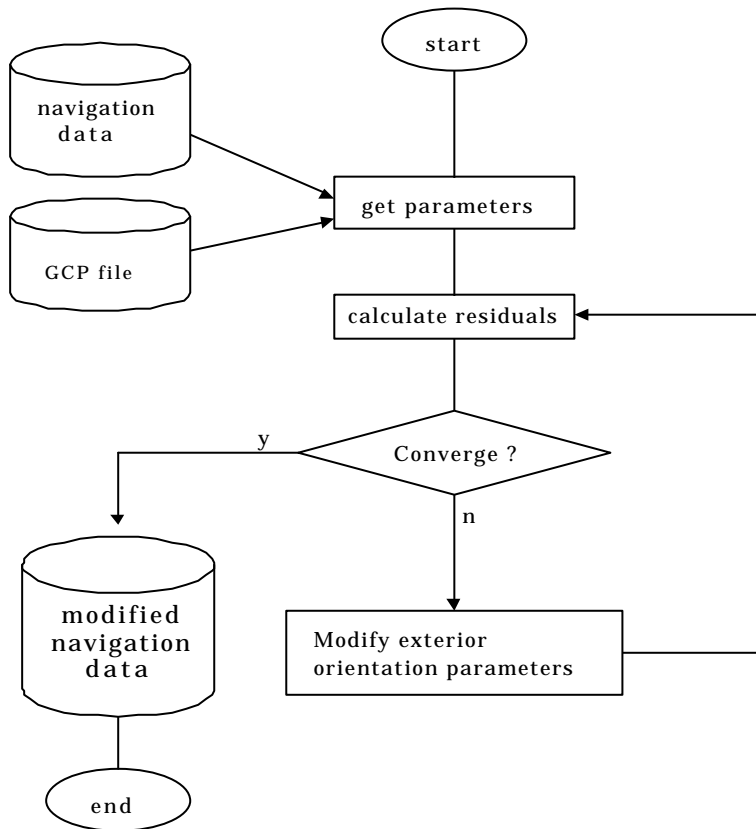 start
navigation
data
get parameters
GCP file
calculate residuals
Converge ?
y
n
modified
navigation
data
Modify exterior
orientation parameters
end